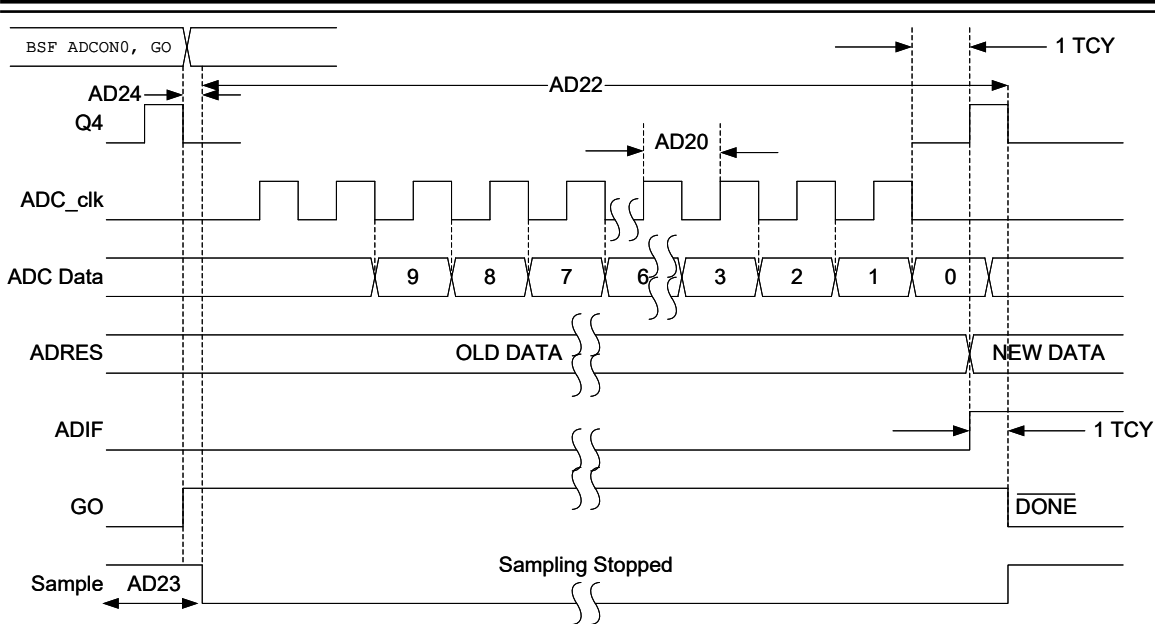 BSF ADCON0, GO
1 TCY
AD22
AD24
Q4
AD20
ADC_clk
ADC Data 9 8 7 6 3 2 1 0
ADRES OLD DATA NEW DATA
ADIF
1 TCY
GO DONE
Sampling Stopped
Sample AD23